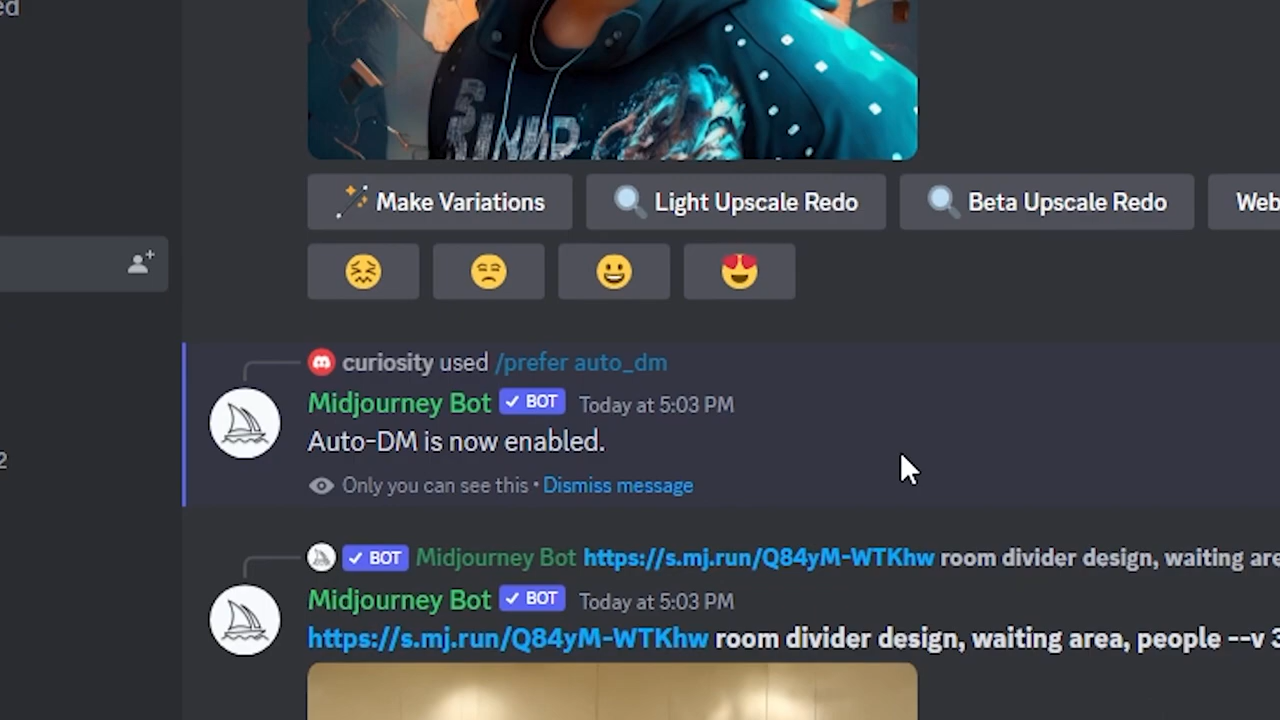 ed
Make Variations
Light Upscale Redo
Beta Upscale Redo
Web
curiosity used /prefer auto_dm
Midjourney Bot ✓ BOT Today at 5:03 PM
Auto-DM is now enabled.
Only you can see this • Dismiss message
2
✓ BOT Midjourney Bot https://s.mj.run/Q84yM-WTKhw room divider design, waiting are
Midjourney Bot ✓ BOT Today at 5:03 PM
https://s.mj.run/Q84yM-WTKhw room divider design, waiting area, people --v 3